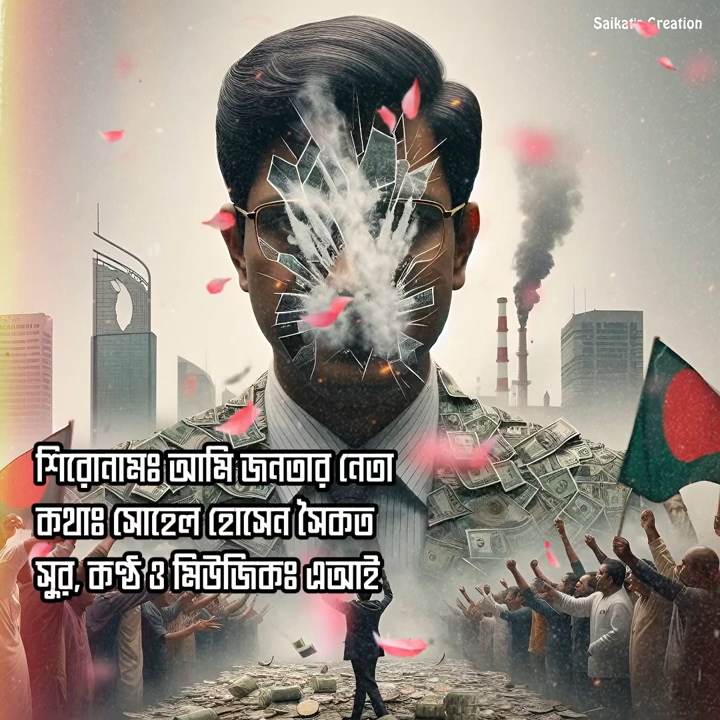 Saikat's Creation
শিরোনামঃ আমি জনতার নেতা
কথাঃ সোহেল হোসেন সৈকত
সুর, কণ্ঠ ও মিউজিকঃ এআই